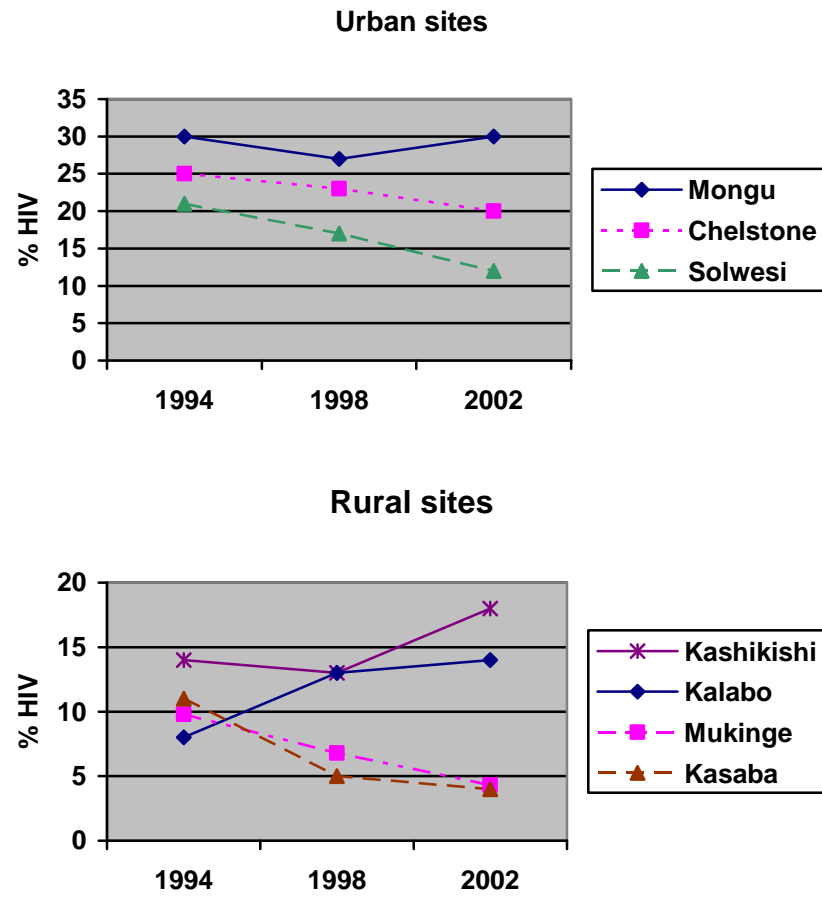 Urban sites
35
30
25
20
15
10
5
0
% HIV
1994 1998 2002
Mongu
Chelstone
Solwesi
Rural sites
20
15
10
5
0
% HIV
1994 1998 2002
Kashikishi
Kalabo
Mukinge
Kasaba